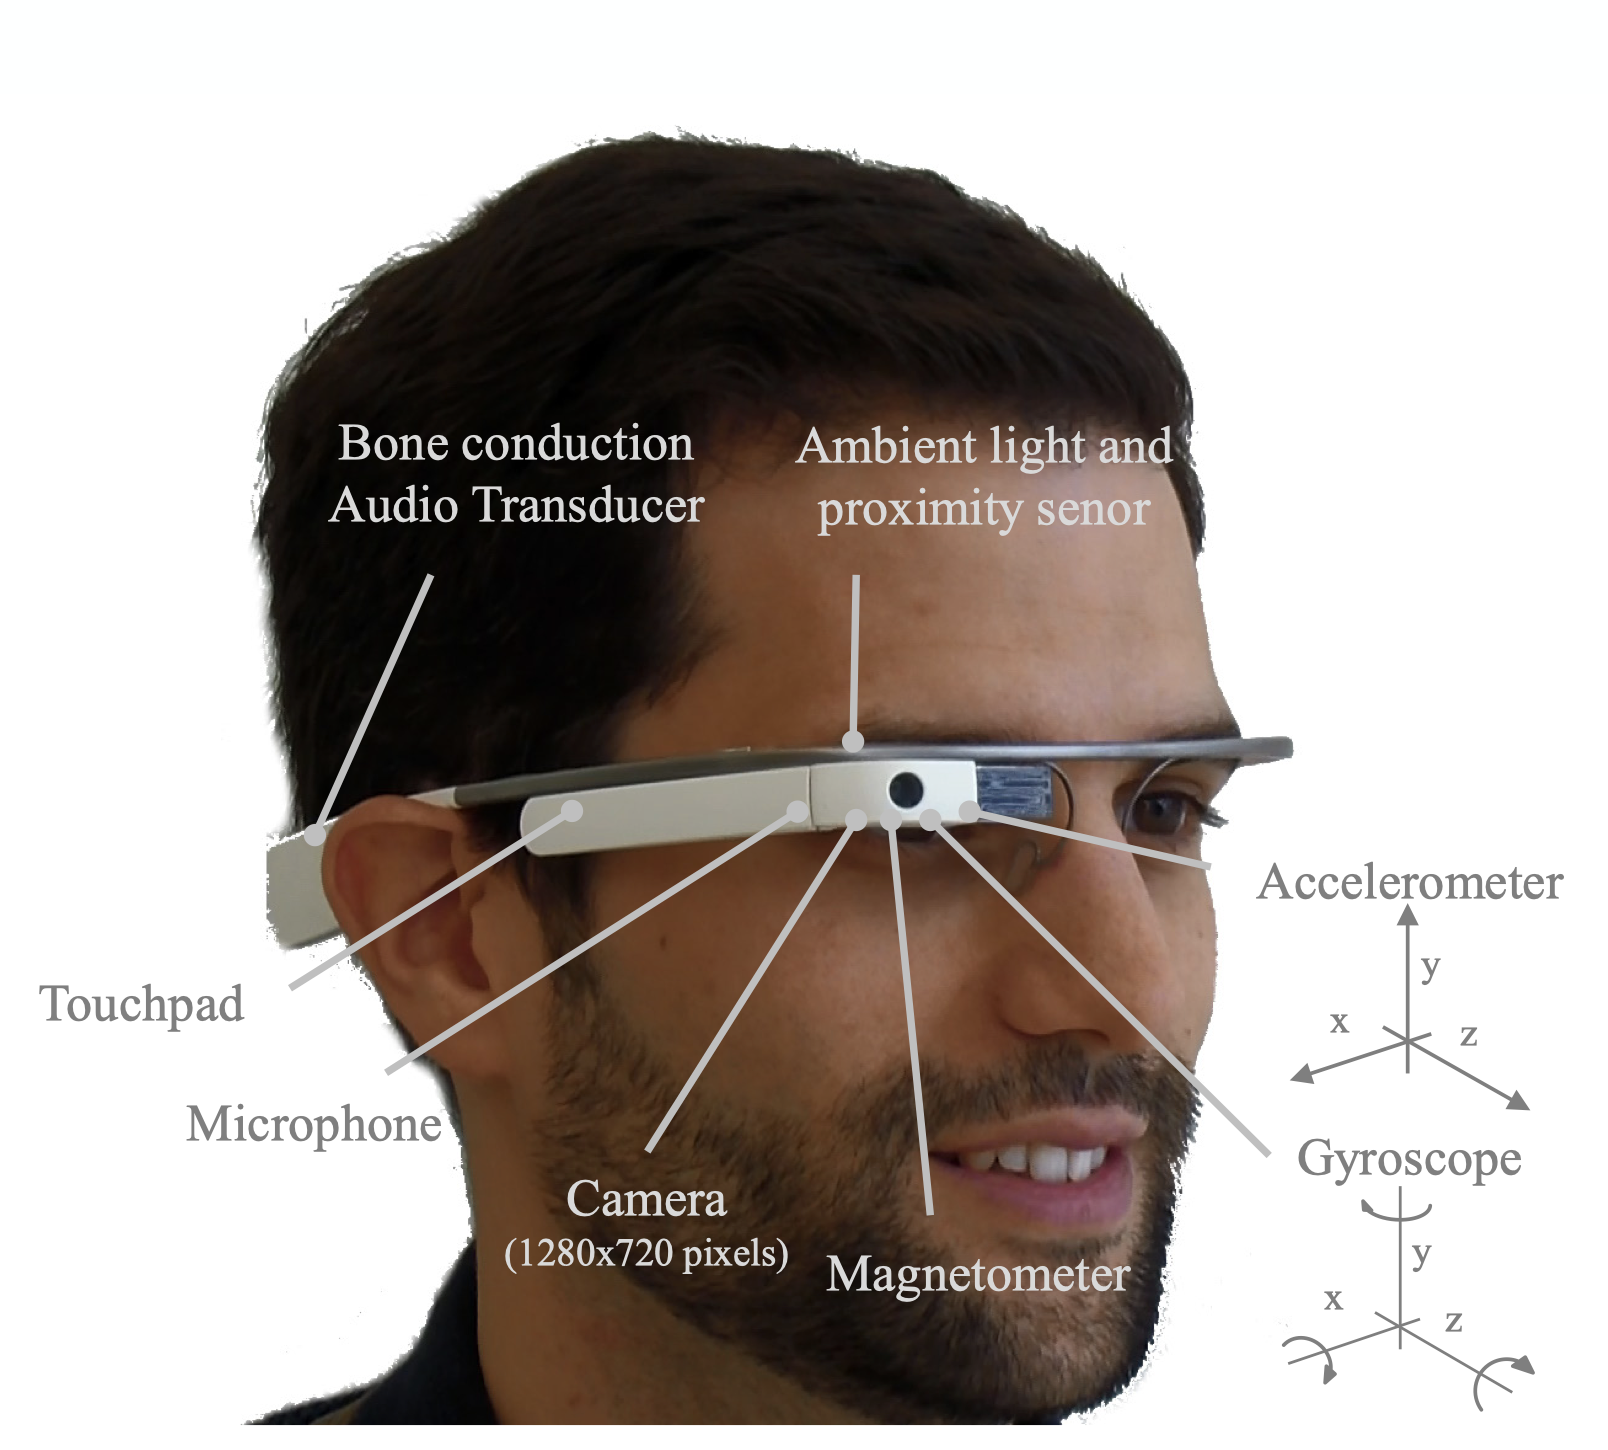 Bone conduction
Audio Transducer
Ambient light and
proximity senor
Accelerometer
y
x
z
Touchpad
Microphone
Camera
(1280x720 pixels)
Magnetometer
Gyroscope
y
x
z